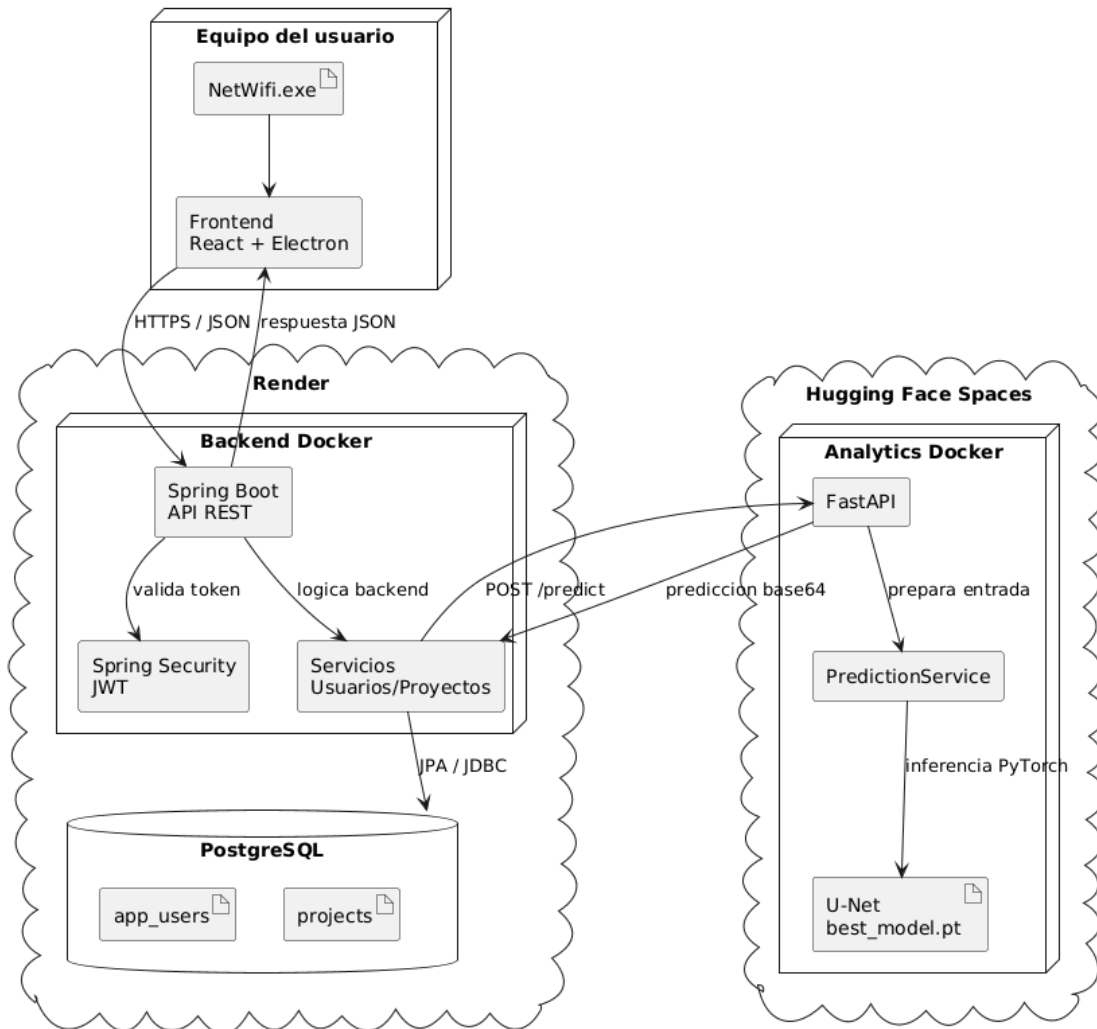 Equipo del usuario
NetWifi.exe
Frontend
React + Electron
HTTPS / JSON
respuesta JSON
Render
Backend Docker
Spring Boot
API REST
valida token
logica backend
Spring Security
JWT
Servicios
Usuarios/Proyectos
POST /predict
prediccion base64
JPA / JDBC
PostgreSQL
app_users
projects
Hugging Face Spaces
Analytics Docker
FastAPI
prepara entrada
PredictionService
inferencia PyTorch
U-Net
best_model.pt